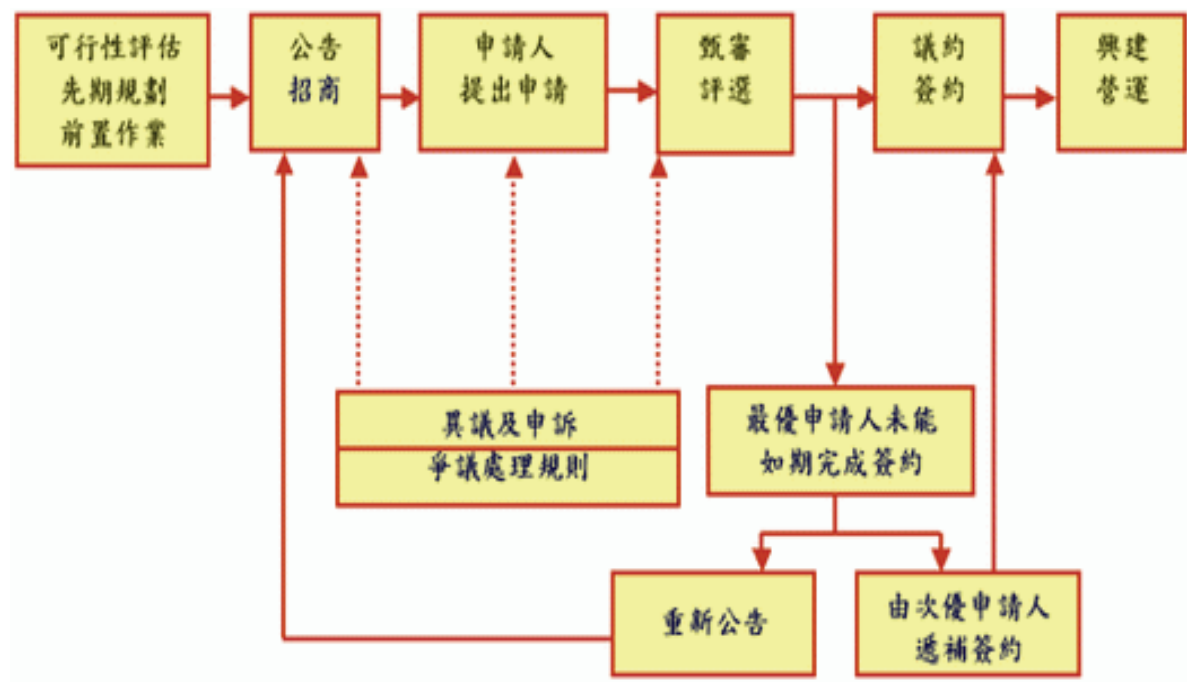 可行性評估
先期規劃
前置作業
公告
招商
申請人
提出申請
甄審
評選
議約
簽約
興建
營運
異議及申訴
爭議處理規則
最優申請人未能
如期完成簽約
重新公告
由次優申請人
遞補簽約